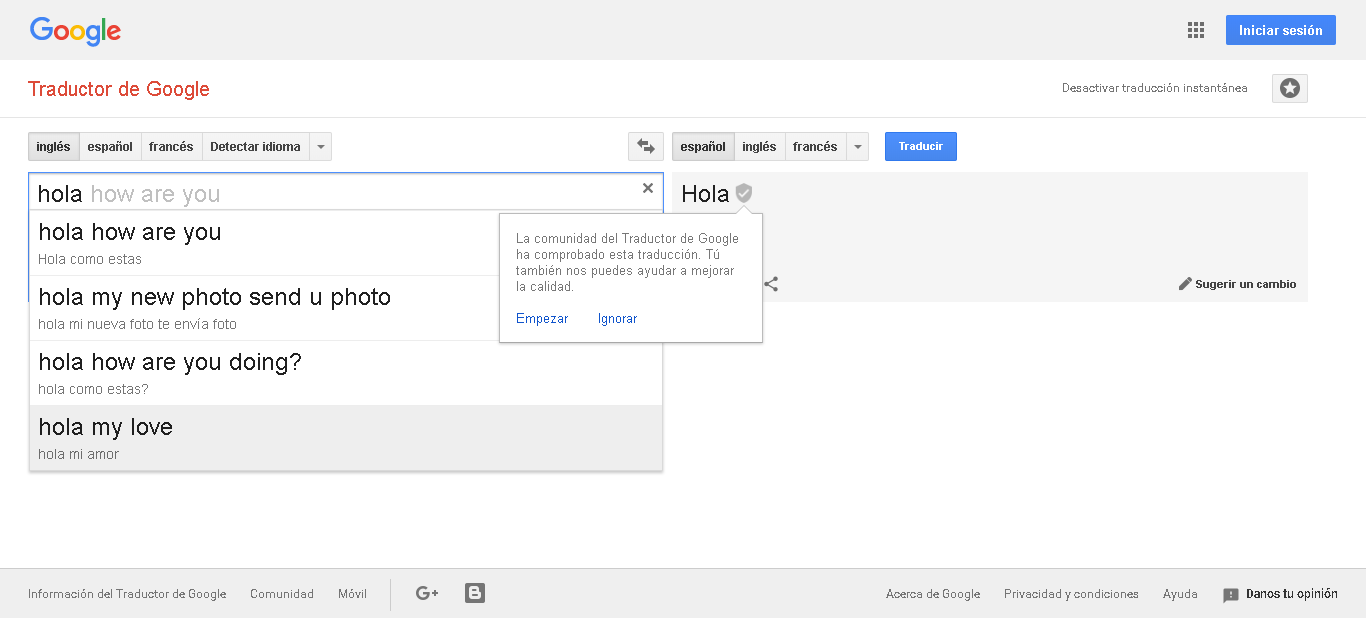 Google
Iniciar sesión
Traductor de Google
Desactivar traducción instantánea
inglés español francés Detectar idioma
español inglés francés
Traducir
hola how are you
Hola
hola how are you
Hola como estas
hola my new photo send u photo
hola mi nueva foto te envía foto
hola how are you doing?
hola como estas?
hola my love
hola mi amor
La comunidad del Traductor de Google
ha comprobado esta traducción. Tú
también nos puedes ayudar a mejorar
la calidad.
Empezar Ignorar
Sugerir un cambio
Información del Traductor de Google Comunidad Móvil G+ B
Acerca de Google Privacidad y condiciones Ayuda Danos tu opinión